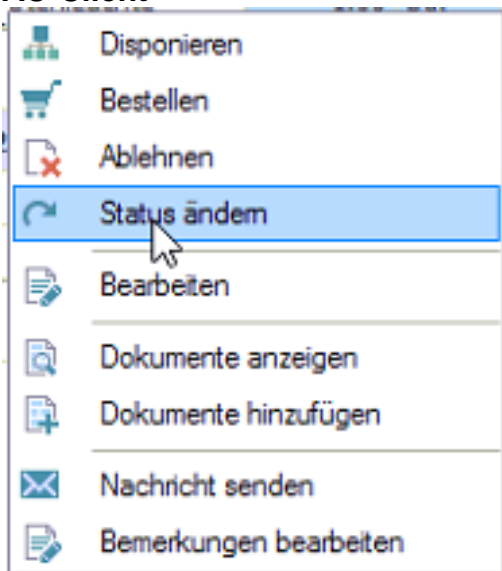 Disponieren
Bestellen
Ablehnen
Status ändern
Bearbeiten
Dokumente anzeigen
Dokumente hinzufügen
Nachricht senden
Bemerkungen bearbeiten